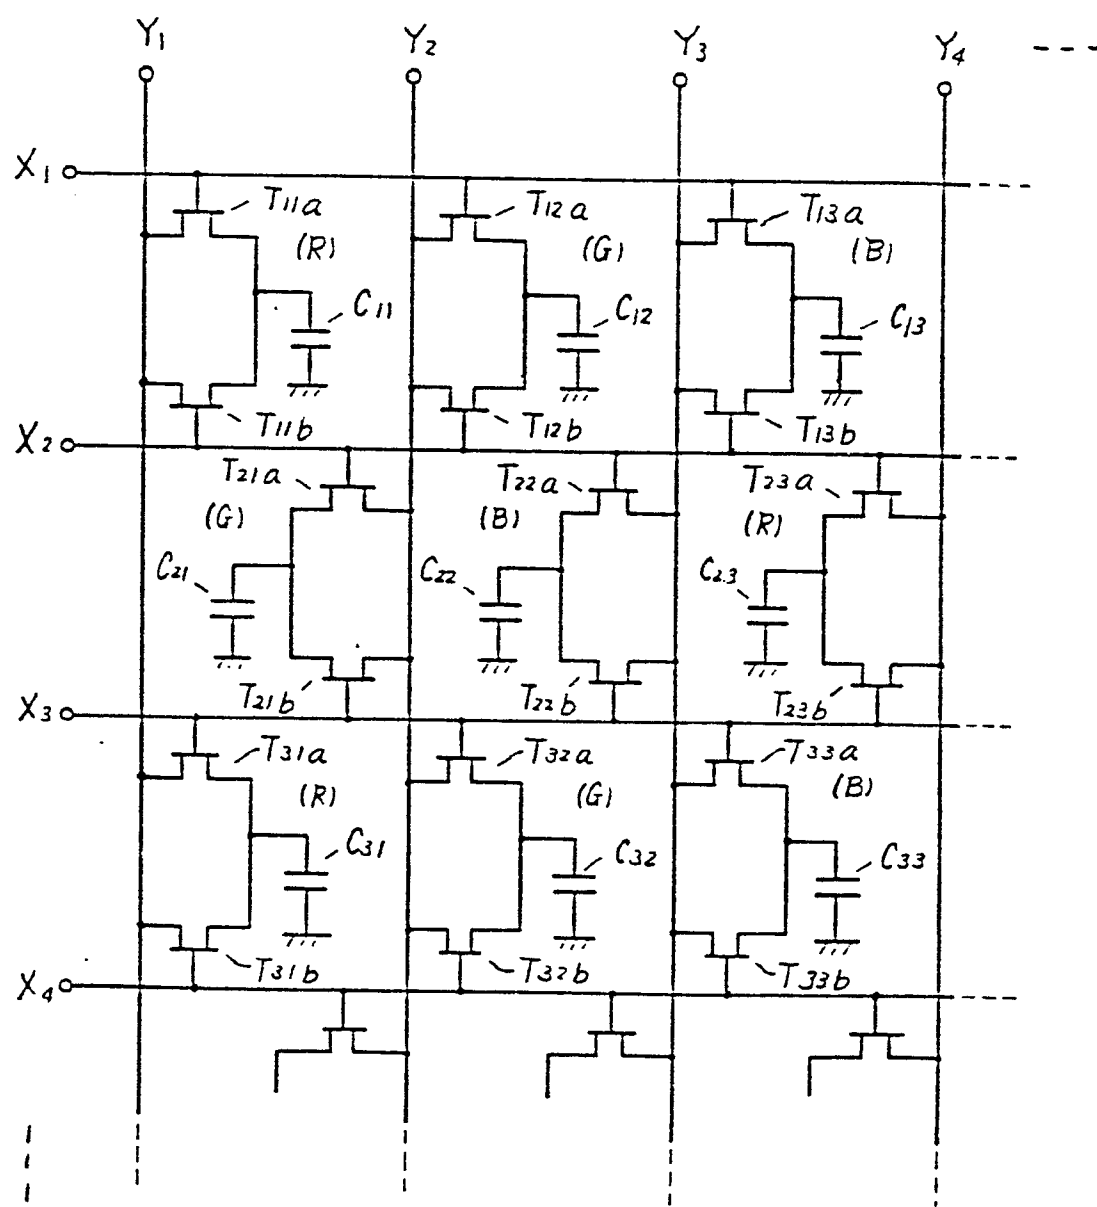 Y1 Y2 Y3 Y4
X1
T11a T12a T13a
(R) (G) (B)
C11 C12 C13
T11b T12b T13b
X2
T21a T22a T23a
(G) (B) (R)
C21 C22 C23
T21b T22b T23b
X3
T31a T32a T33a
(R) (G) (B)
C31 C32 C33
T31b T32b T33b
X4